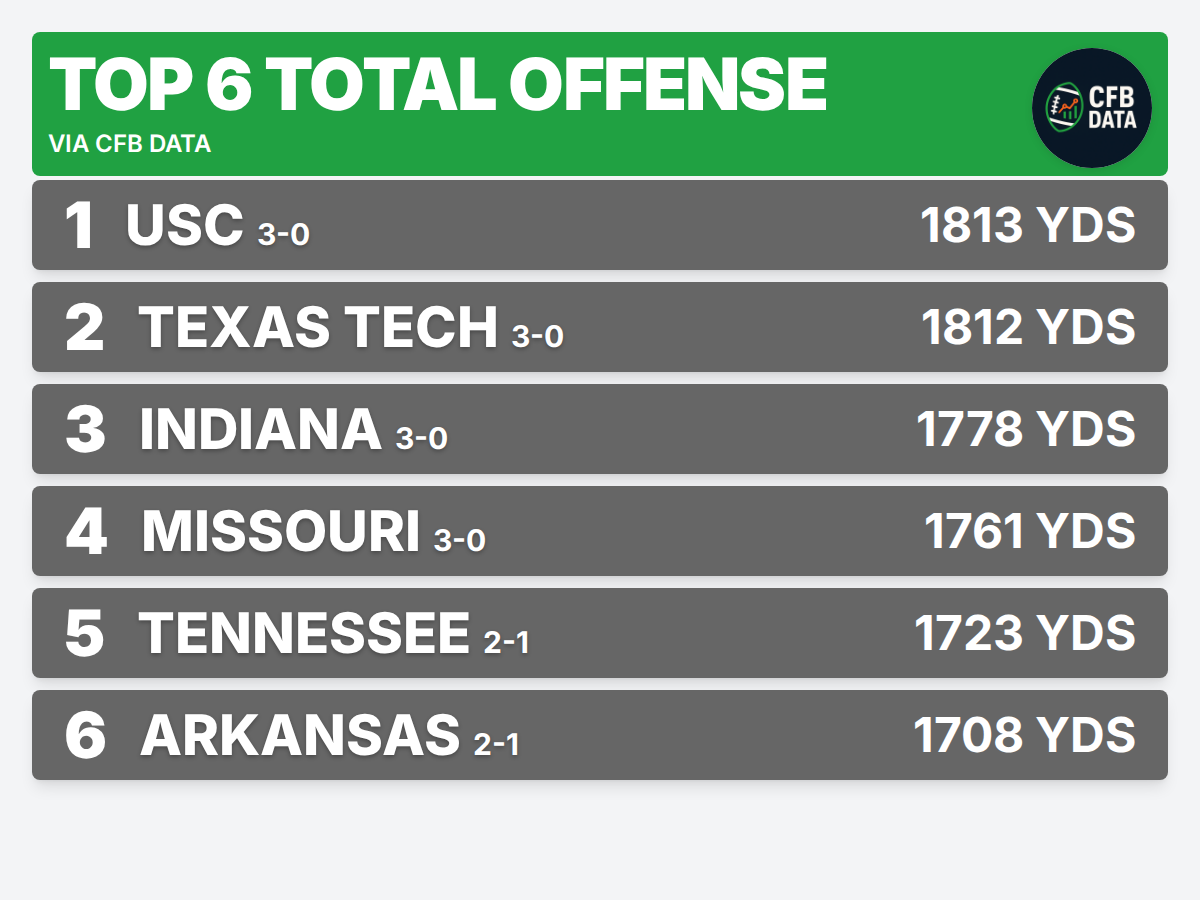 TOP 6 TOTAL OFFENSE
VIA CFB DATA
CFB
DATA
1 USC 3-0 1813 YDS
2 TEXAS TECH 3-0 1812 YDS
3 INDIANA 3-0 1778 YDS
4 MISSOURI 3-0 1761 YDS
5 TENNESSEE 2-1 1723 YDS
6 ARKANSAS 2-1 1708 YDS